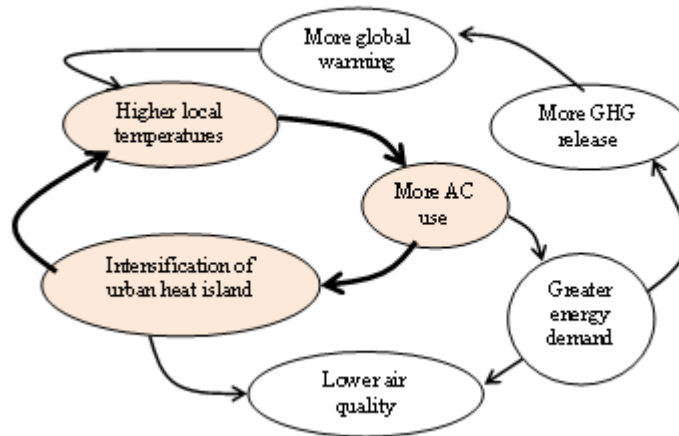 More global
warming
Higher local
temperatures
More GHG
release
More AC
use
Intensification of
urban heat island
Greater
energy
demand
Lower air
quality